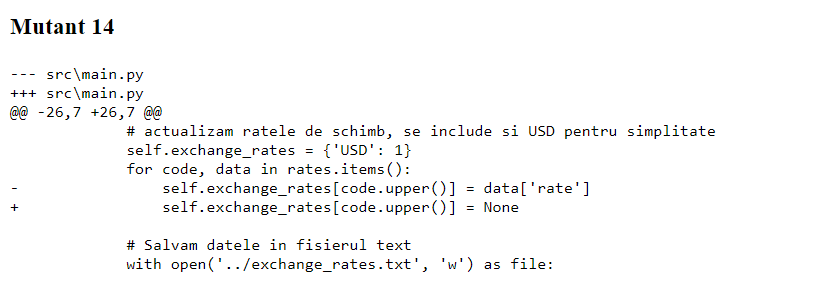 Mutant 14
--- src\main.py
+++ src\main.py
@@ -26,7 +26,7 @@
# actualizam ratele de schimb, se include si USD pentru simplitate
self.exchange_rates = {'USD': 1}
for code, data in rates.items():
- self.exchange_rates[code.upper()] = data['rate']
+ self.exchange_rates[code.upper()] = None
# Salvam datele in fisierul text
with open('../exchange_rates.txt', 'w') as file: